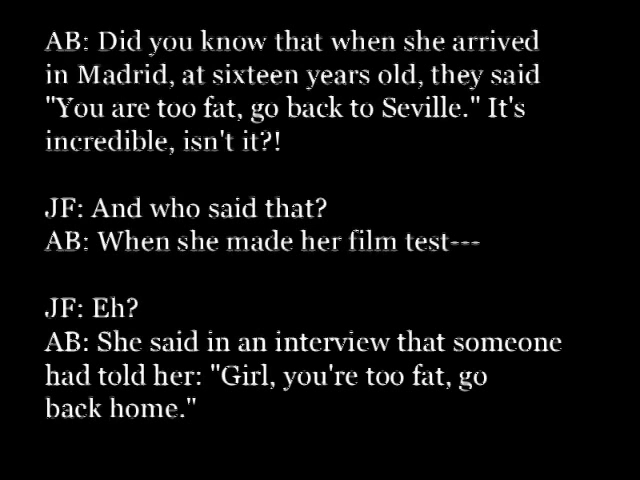 AB: Did you know that when she arrived
in Madrid, at sixteen years old, they said
"You are too fat, go back to Seville." It's
incredible, isn't it?!
JF: And who said that?
AB: When she made her film test---
JF: Eh?
AB: She said in an interview that someone
had told her: "Girl, you're too fat, go
back home."